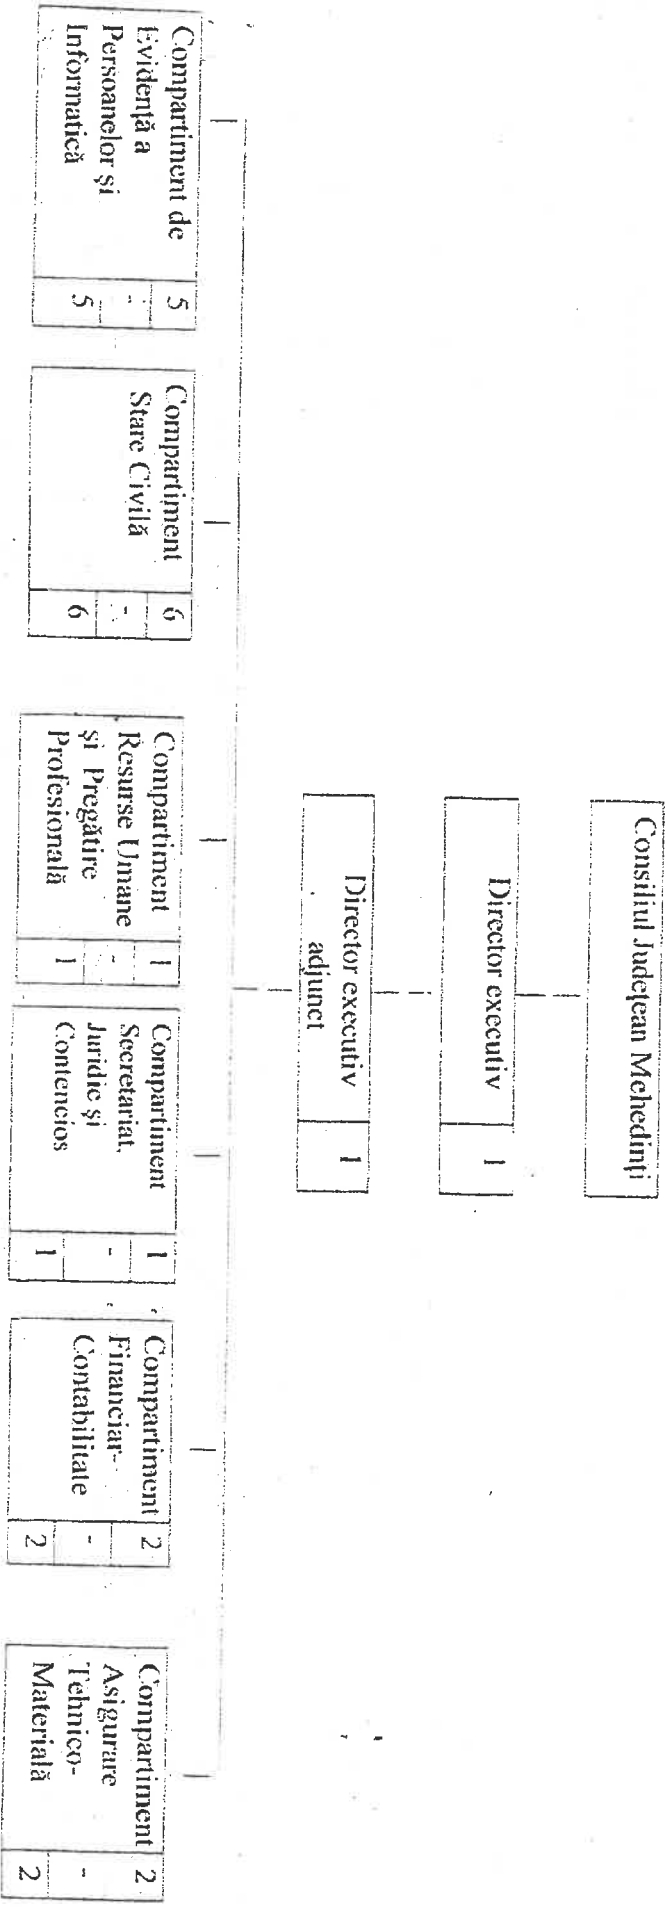 Consiliul Județean Mehedinți
Director executiv
1
Director executiv
adjunct
1
Compartiment de
Evidență a
Persoanelor și
Informatică
5
-
5
Compartiment
Stare Civilă
6
-
6
Compartiment
Resurse Umane
și Pregătire
Profesională
1
-
1
Compartiment
Secretariat,
Juridic și
Contencios
1
-
1
Compartiment
Financiar-
Contabilitate
2
-
2
Compartiment
Asigurare
Tehnico-
Materială
2
-
2